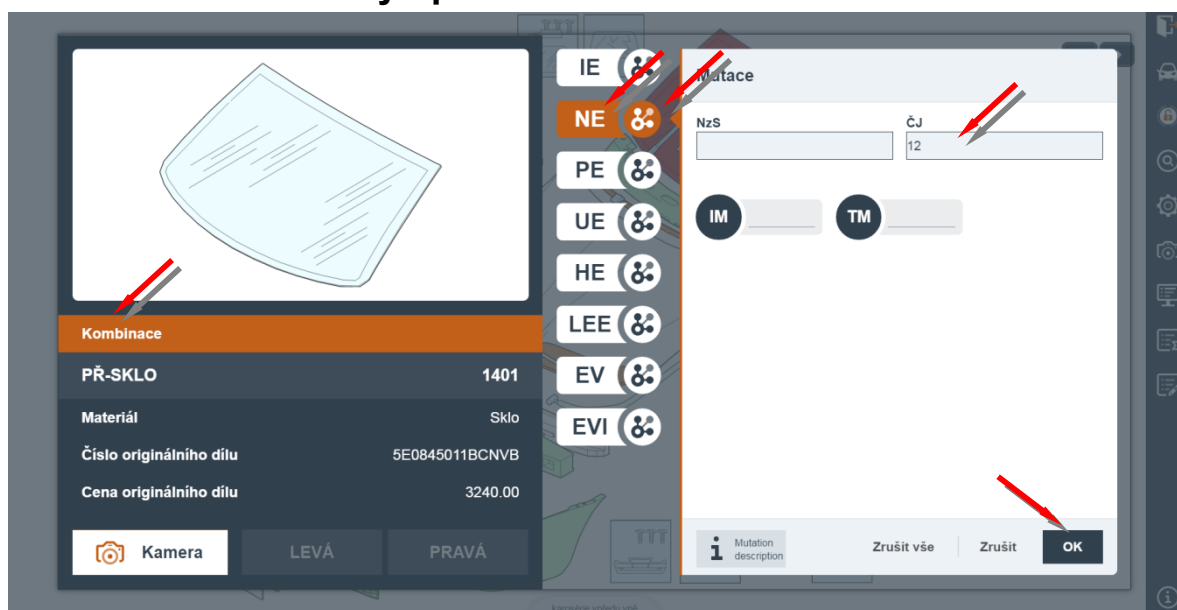 IE
NE
PE
UE
HE
LEE
EV
EVI
Kombinace
PŘ-SKLO 1401
Materiál Sklo
Číslo originálního dílu 5E0845011BCNVB
Cena originálního dílu 3240.00
Kamera LEVÁ PRAVÁ
Mutace
NzS ČJ
12
IM TM
Mutation
description
Zrušit vše Zrušit OK